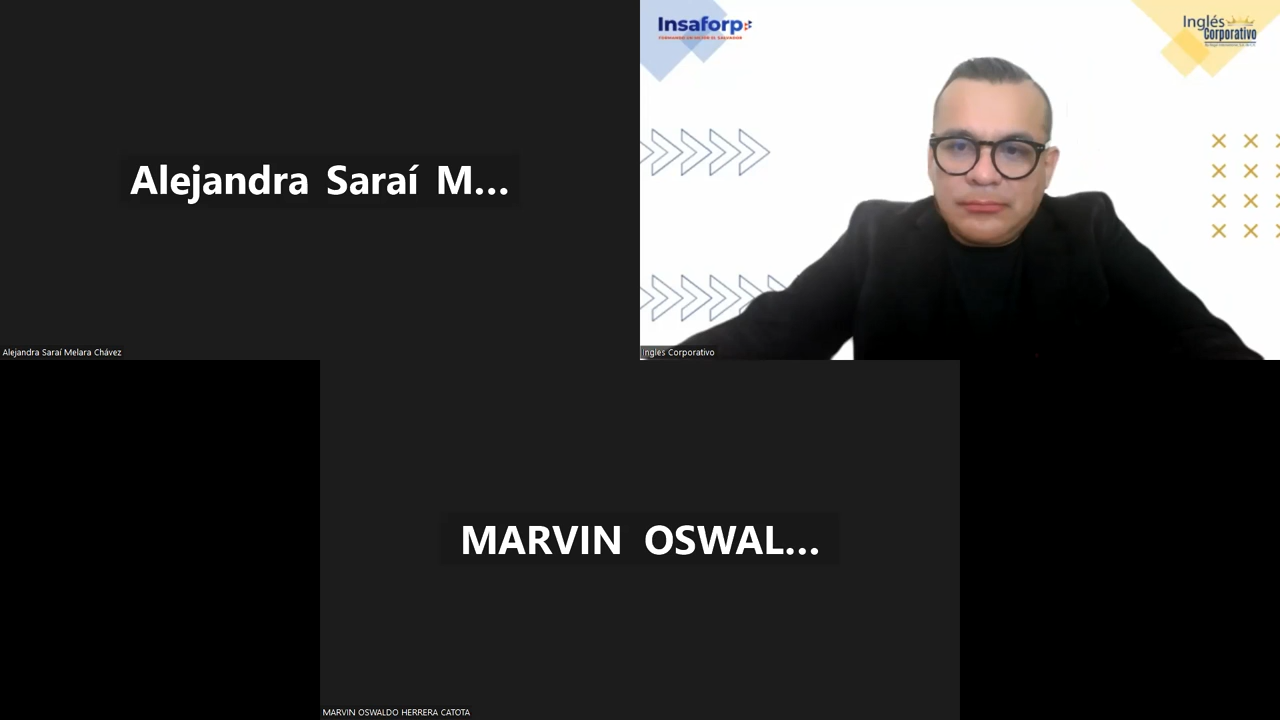 Alejandra Saraí M...
Alejandra Saraí Melara Chávez
Insaforp
Inglés
Corporativo
Ingles Corporativo
MARVIN OSWAL...
MARVIN OSWALDO HERRERA CATOTA